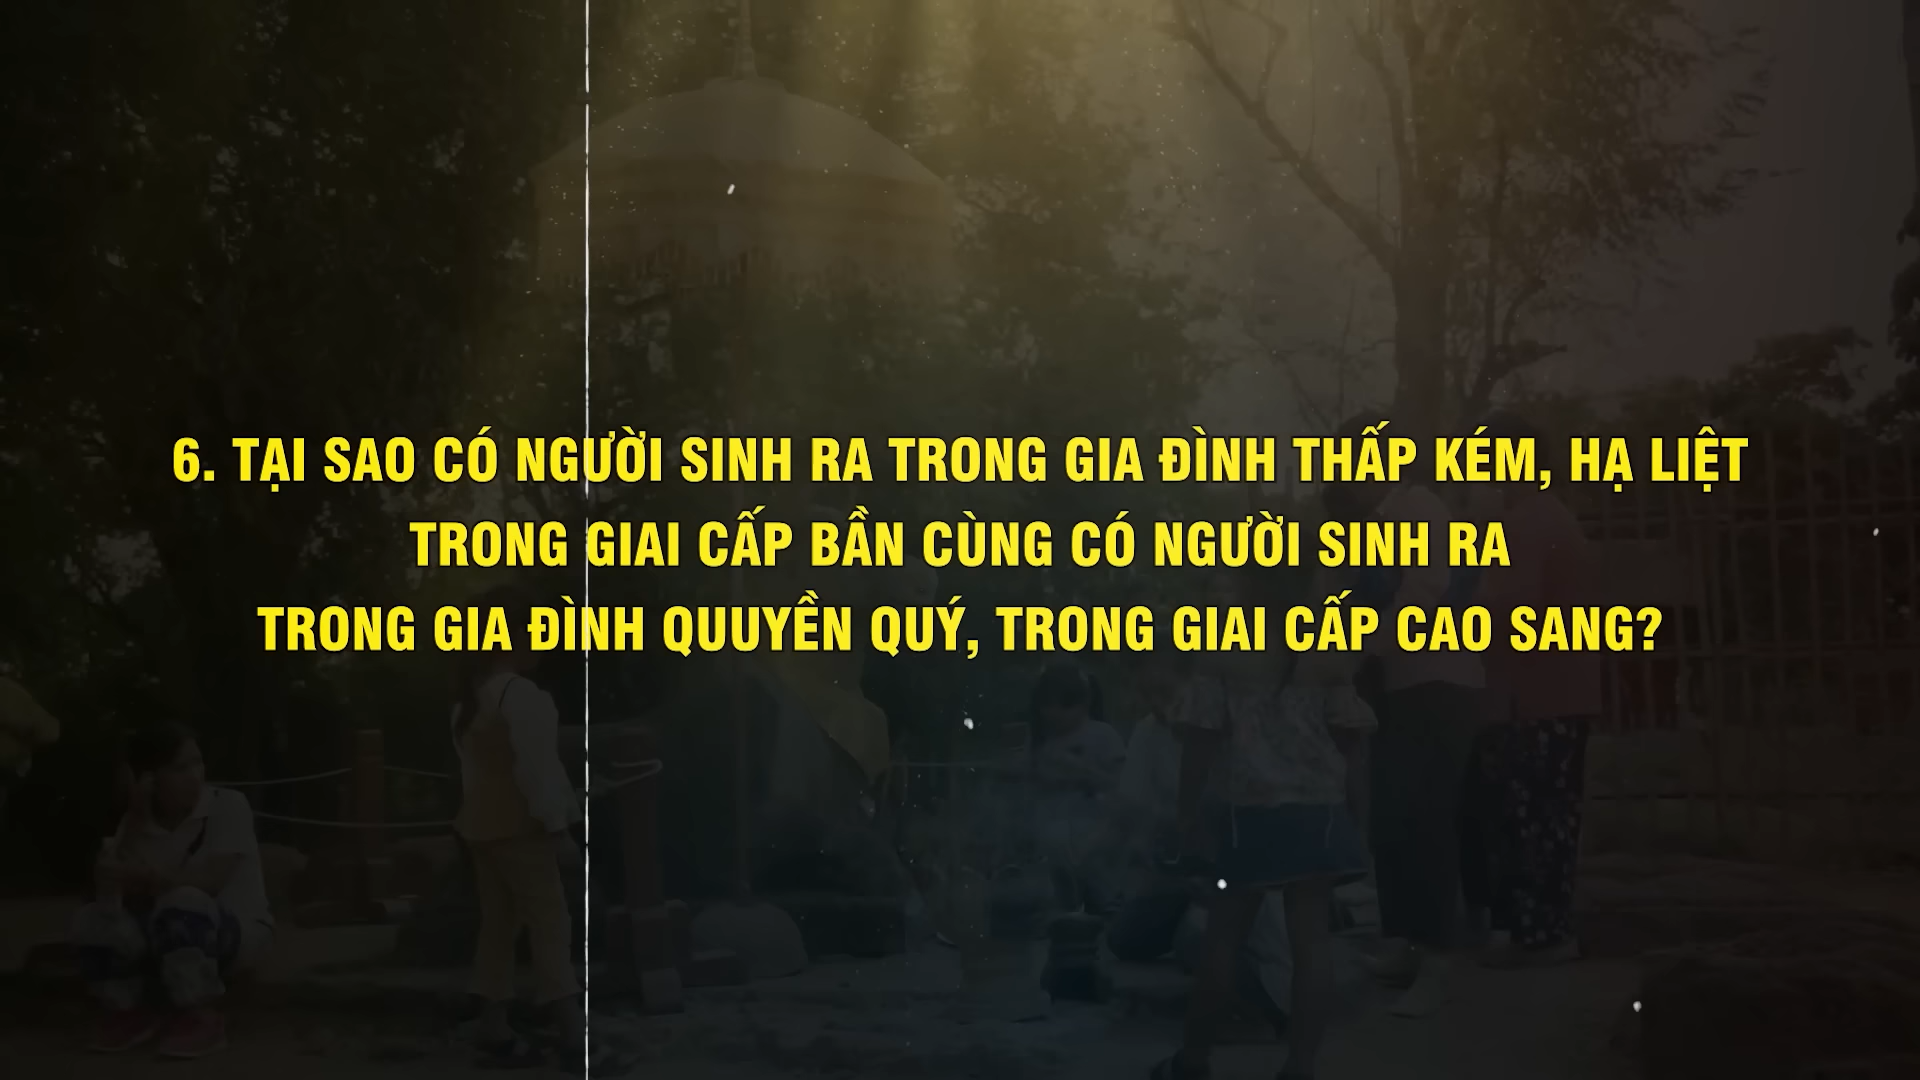 6. TẠI SAO CÓ NGƯỜI SINH RA TRONG GIA ĐÌNH THẤP KÉM, HẠ LIỆT
TRONG GIAI CẤP BẦN CÙNG CÓ NGƯỜI SINH RA
TRONG GIA ĐÌNH QUUYỀN QUÝ, TRONG GIAI CẤP CAO SANG?